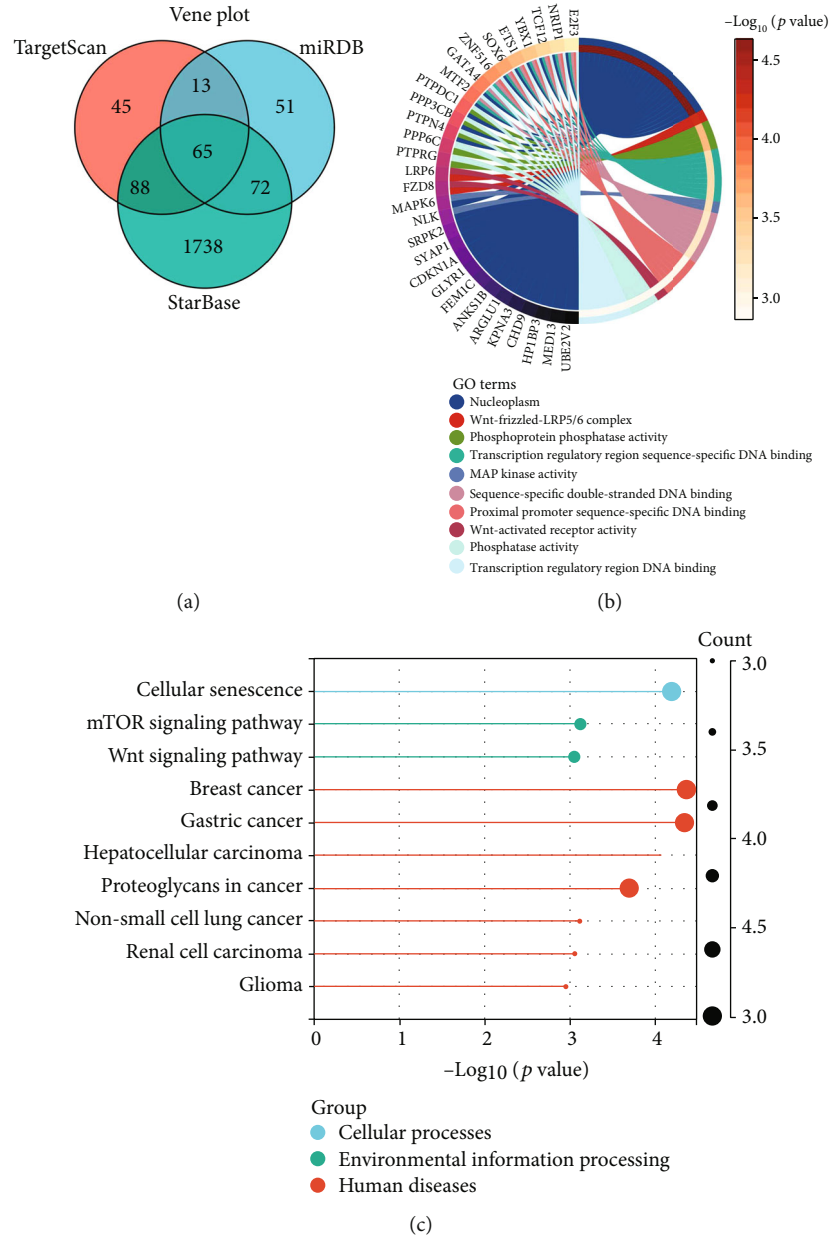 Vene plot
TargetScan
miRDB
45
13
51
65
88
72
1738
StarBase
(a)
E2F3
NRIP1
TCF12
YBX1
ETS1
SOX6
ZNF516
GATA4
MTF2
PTPDC1
PPP3CB
PTPN4
PPP6C
PTPRG
LRP6
FZD8
MAPK6
NLK
SRPK2
SYAP1
CDKN1A
GLYR1
FEM1C
ANKS1B
ARGLU1
KPNA3
CHD9
HP1BP3
MED13
UBE2V2
–Log10 (p value)
4.5
4.0
3.5
3.0
GO terms
Nucleoplasm
Wnt-frizzled-LRP5/6 complex
Phosphoprotein phosphatase activity
Transcription regulatory region sequence-specific DNA binding
MAP kinase activity
Sequence-specific double-stranded DNA binding
Proximal promoter sequence-specific DNA binding
Wnt-activated receptor activity
Phosphatase activity
Transcription regulatory region DNA binding
(b)
Cellular senescence
mTOR signaling pathway
Wnt signaling pathway
Breast cancer
Gastric cancer
Hepatocellular carcinoma
Proteoglycans in cancer
Non-small cell lung cancer
Renal cell carcinoma
Glioma
0 1 2 3 4
–Log10 (p value)
Count
3.0
3.5
4.0
4.5
3.0
Group
Cellular processes
Environmental information processing
Human diseases
(c)